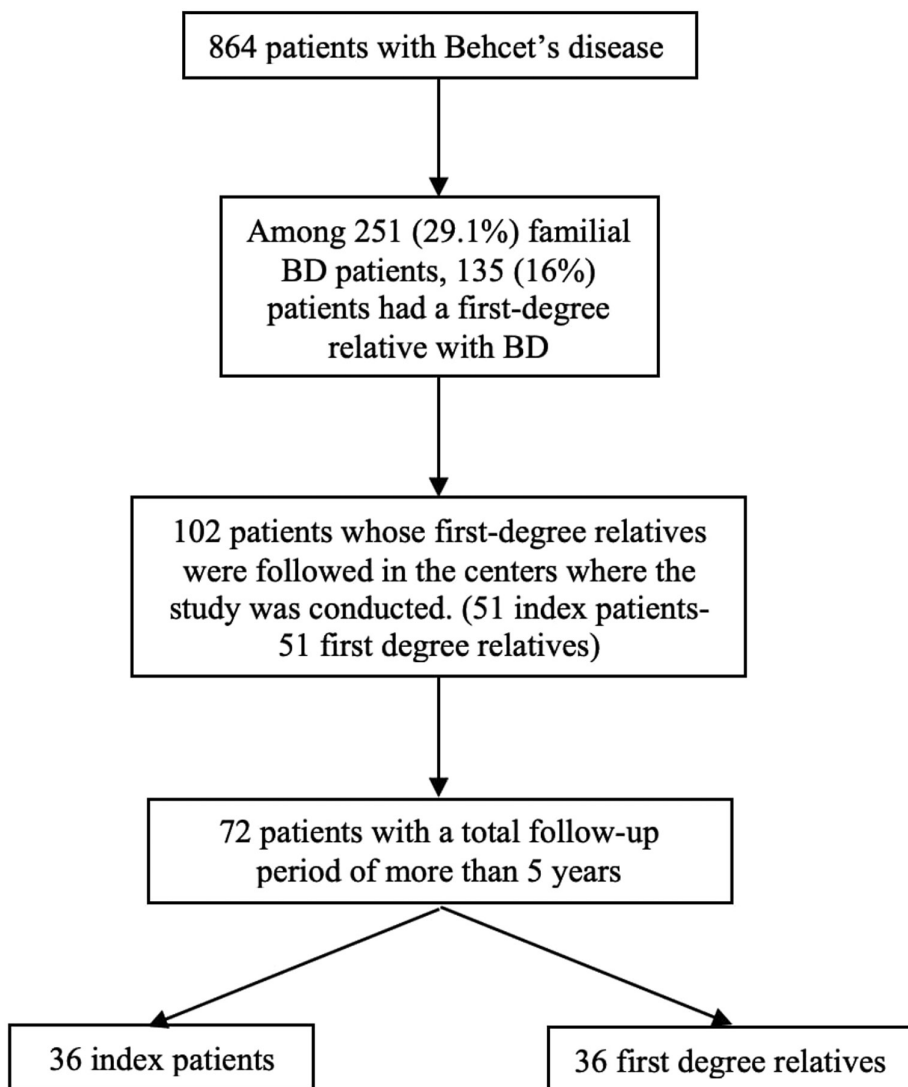 864 patients with Behcet’s disease
Among 251 (29.1%) familial
BD patients, 135 (16%)
patients had a first-degree
relative with BD
102 patients whose first-degree relatives
were followed in the centers where the
study was conducted. (51 index patients-
51 first degree relatives)
72 patients with a total follow-up
period of more than 5 years
36 index patients
36 first degree relatives